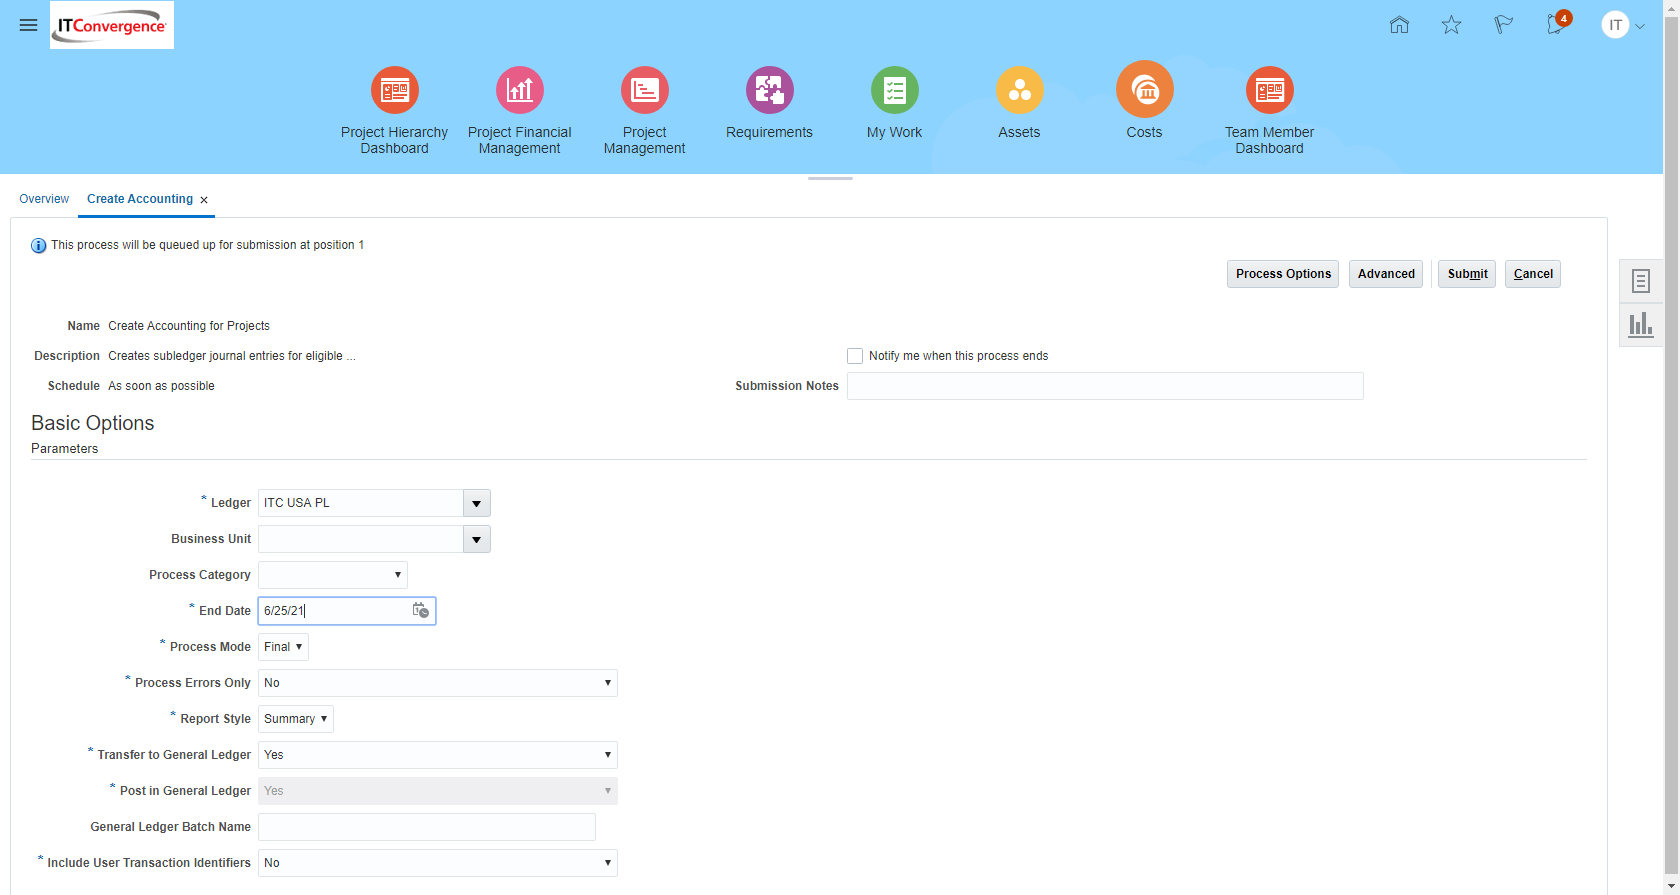 ITConvergence
4
IT
Project Hierarchy
Dashboard
Project Financial
Management
Project
Management
Requirements
My Work
Assets
Costs
Team Member
Dashboard
Overview
Create Accounting ×
This process will be queued up for submission at position 1
Process Options
Advanced
Submit
Cancel
Name Create Accounting for Projects
Description Creates subledger journal entries for eligible ...
Notify me when this process ends
Schedule As soon as possible
Submission Notes
Basic Options
Parameters
* Ledger ITC USA PL
Business Unit
Process Category
* End Date 6/25/21
* Process Mode Final
* Process Errors Only No
* Report Style Summary
* Transfer to General Ledger Yes
* Post in General Ledger Yes
General Ledger Batch Name
* Include User Transaction Identifiers No